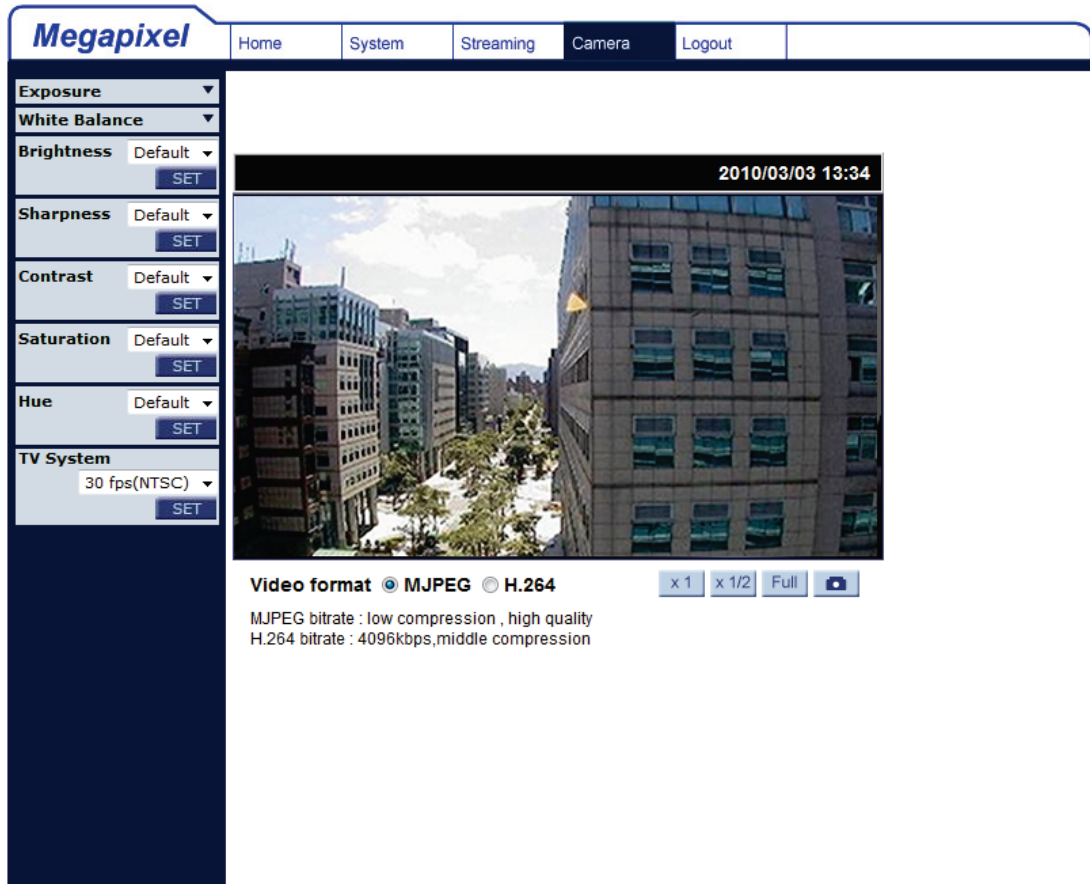 Megapixel
Home System Streaming Camera Logout
Exposure
White Balance
Brightness Default
SET
Sharpness Default
SET
Contrast Default
SET
Saturation Default
SET
Hue Default
SET
TV System
30 fps(NTSC)
SET
2010/03/03 13:34
Video format MJPEG H.264
x 1 x 1/2 Full
MJPEG bitrate : low compression , high quality
H.264 bitrate : 4096kbps,middle compression